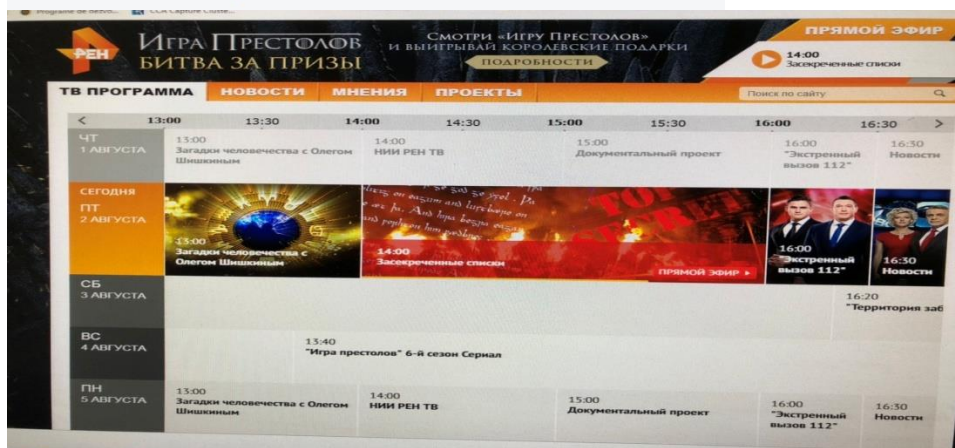 CCA Capture Cluste...
РЕН
ИГРА ПРЕСТОЛОВ
БИТВА ЗА ПРИЗЫ
СМОТРИ «ИГРУ ПРЕСТОЛОВ»
И ВЫИГРЫВАЙ КОРОЛЕВСКИЕ ПОДАРКИ
ПОДРОБНОСТИ
ПРЯМОЙ ЭФИР
14:00
Засекреченные списки
ТВ ПРОГРАММА НОВОСТИ МНЕНИЯ ПРОЕКТЫ
Поиск по сайту
< 13:00 13:30 14:00 14:30 15:00 15:30 16:00 16:30 >
ЧТ
1 АВГУСТА
13:00
Загадки человечества с Олегом
Шишкиным
14:00
НИИ РЕН ТВ
15:00
Документальный проект
16:00
"Экстренный
вызов 112"
16:30
Новости
СЕГОДНЯ
ПТ
2 АВГУСТА
13:00
Загадки человечества с
Олегом Шишкиным
TOP
SECRET
14:00
Засекреченные списки
ПРЯМОЙ ЭФИР
16:00
"Экстренный
вызов 112"
16:30
Новости
СБ
3 АВГУСТА
16:20
"Территория заб
ВС
4 АВГУСТА
13:40
"Игра престолов" 6-й сезон Сериал
ПН
5 АВГУСТА
13:00
Загадки человечества с Олегом
Шишкиным
14:00
НИИ РЕН ТВ
15:00
Документальный проект
16:00
"Экстренный
вызов 112"
16:30
Новости